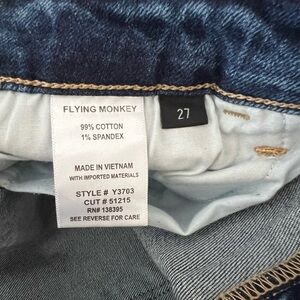 FLYING MONKEY
99% COTTON
1% SPANDEX
MADE IN VIETNAM
WITH IMPORTED MATERIALS
STYLE # Y3703
CUT # 51215
RN# 138395
SEE REVERSE FOR CARE
27